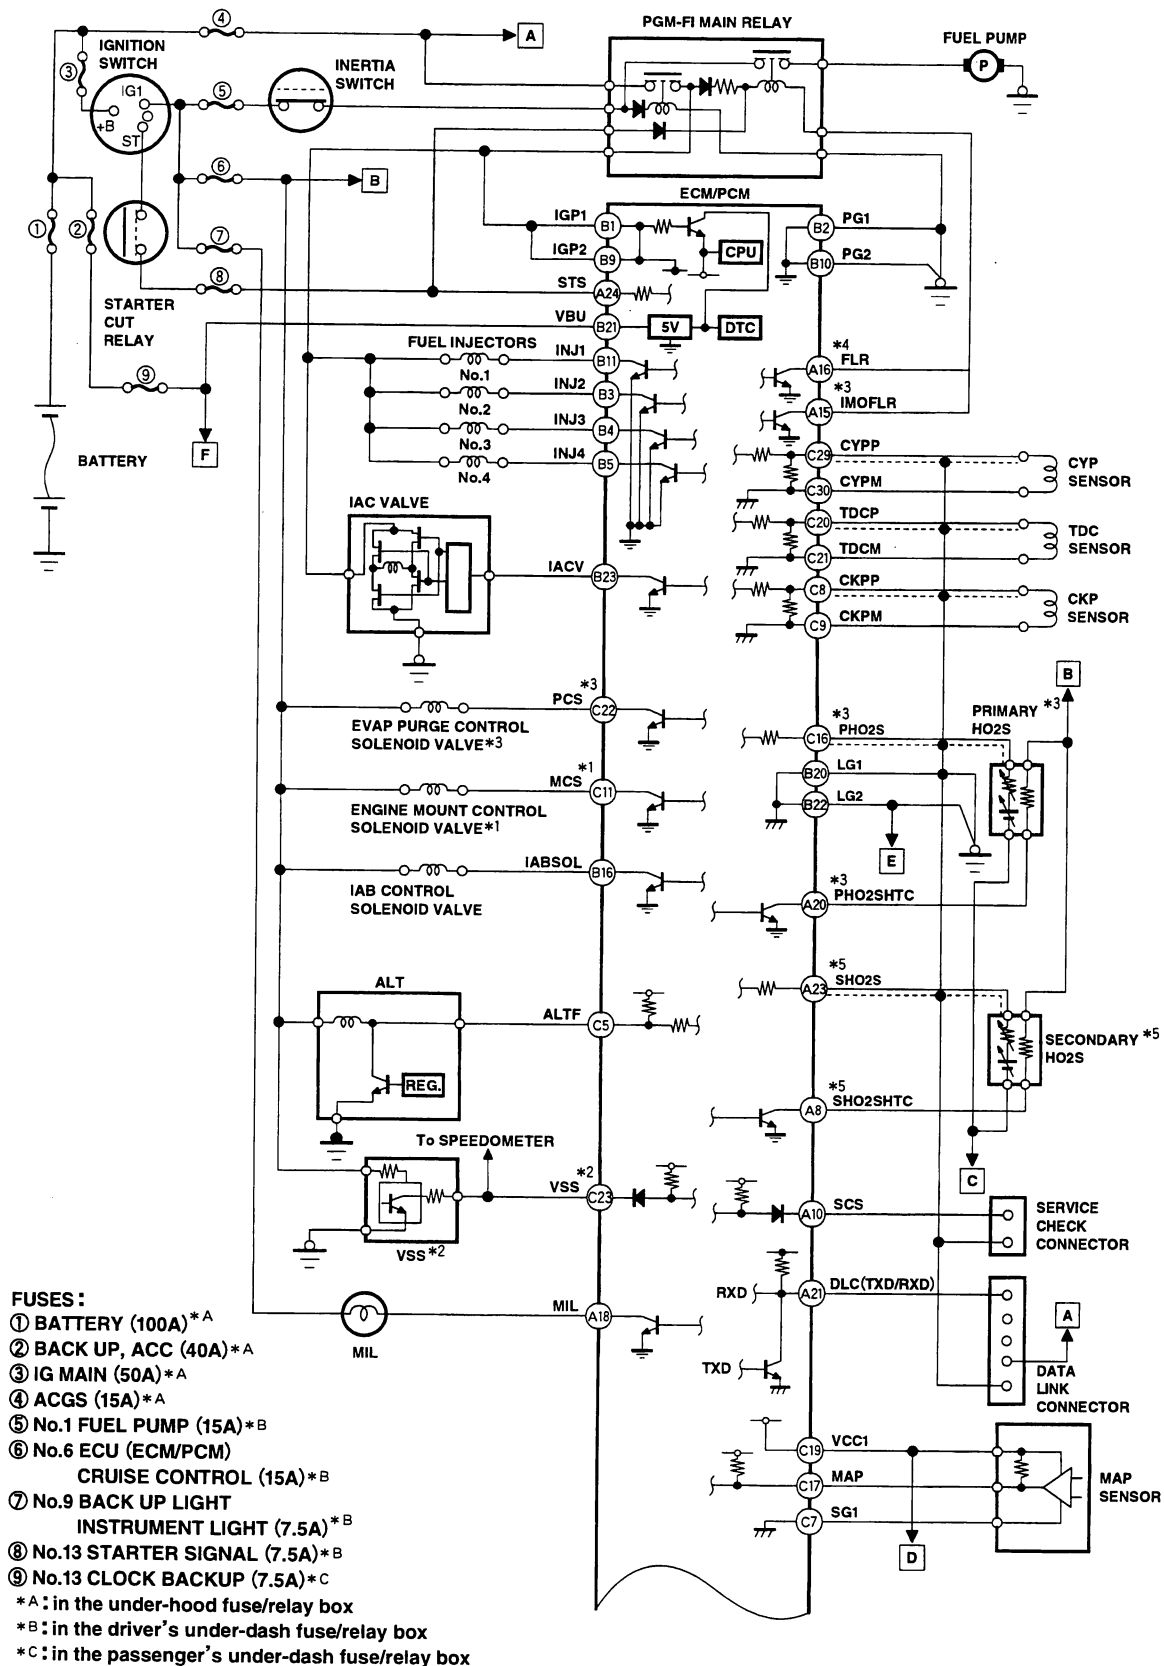 ④
A
PGM-FI MAIN RELAY
FUEL PUMP
P
IGNITION
SWITCH
③
IG1
+B
ST
⑤
INERTIA
SWITCH
⑥
B
ECM/PCM
①
②
⑦
⑧
STARTER
CUT
RELAY
⑨
F
BATTERY
IGP1
B1
IGP2
B9
CPU
STS
A24
VBU
B21
5V
DTC
B2
PG1
B10
PG2
FUEL INJECTORS
INJ1
B11
No.1
INJ2
B3
No.2
INJ3
B4
No.3
INJ4
B5
No.4
*4
A16
FLR
*3
A15
IMOFLR
C29
CYPP
CYP
SENSOR
C30
CYPM
C20
TDCP
TDC
SENSOR
C21
TDCM
C8
CKPP
CKP
SENSOR
C9
CKPM
IAC VALVE
IACV
B23
*3
PCS
C22
EVAP PURGE CONTROL
SOLENOID VALVE*3
*1
MCS
C11
ENGINE MOUNT CONTROL
SOLENOID VALVE*1
IABSOL
B16
IAB CONTROL
SOLENOID VALVE
B
*3
C16
PHO2S
PRIMARY *3
HO2S
B20
LG1
B22
LG2
E
*3
A20
PHO2SHTC
*5
A23
SHO2S
SECONDARY *5
HO2S
*5
A8
SHO2SHTC
C
ALT
ALTF
C5
REG.
To SPEEDOMETER
*2
VSS
C23
VSS*2
A10
SCS
SERVICE
CHECK
CONNECTOR
RXD
A21
DLC(TXD/RXD)
TXD
A
DATA
LINK
CONNECTOR
MIL
A18
MIL
C19
VCC1
C17
MAP
C7
SG1
MAP
SENSOR
D
FUSES:
① BATTERY (100A)*A
② BACK UP, ACC (40A)*A
③ IG MAIN (50A)*A
④ ACGS (15A)*A
⑤ No.1 FUEL PUMP (15A)*B
⑥ No.6 ECU (ECM/PCM)
CRUISE CONTROL (15A)*B
⑦ No.9 BACK UP LIGHT
INSTRUMENT LIGHT (7.5A)*B
⑧ No.13 STARTER SIGNAL (7.5A)*B
⑨ No.13 CLOCK BACKUP (7.5A)*C
*A: in the under-hood fuse/relay box
*B: in the driver's under-dash fuse/relay box
*C: in the passenger's under-dash fuse/relay box